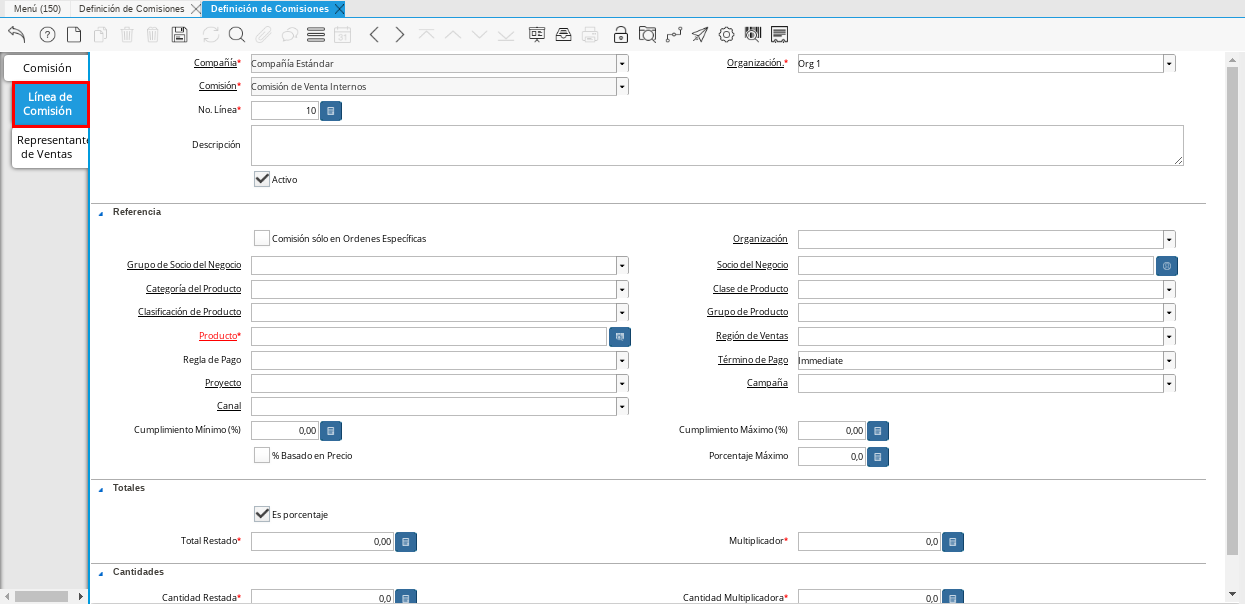 Menú (150) Definición de Comisiones Definición de Comisiones
31
Comisión
Línea de
Comisión
Representante
de Ventas
Compañía* Compañía Estándar Organización.* Org 1
Comisión* Comisión de Venta Internos
No. Línea* 10
Descripción
Activo
Referencia
Comisión sólo en Ordenes Específicas Organización
Grupo de Socio del Negocio Socio del Negocio
Categoría del Producto Clase de Producto
Clasificación de Producto Grupo de Producto
Producto* Región de Ventas
Regla de Pago Término de Pago Immediate
Proyecto Campaña
Canal
Cumplimiento Mínimo (%) 0,00 Cumplimiento Máximo (%) 0,00
% Basado en Precio Porcentaje Máximo 0,0
Totales
Es porcentaje
Total Restado* 0,00 Multiplicador* 0,0
Cantidades
Cantidad Restada* 0,0 Cantidad Multiplicadora* 0,0